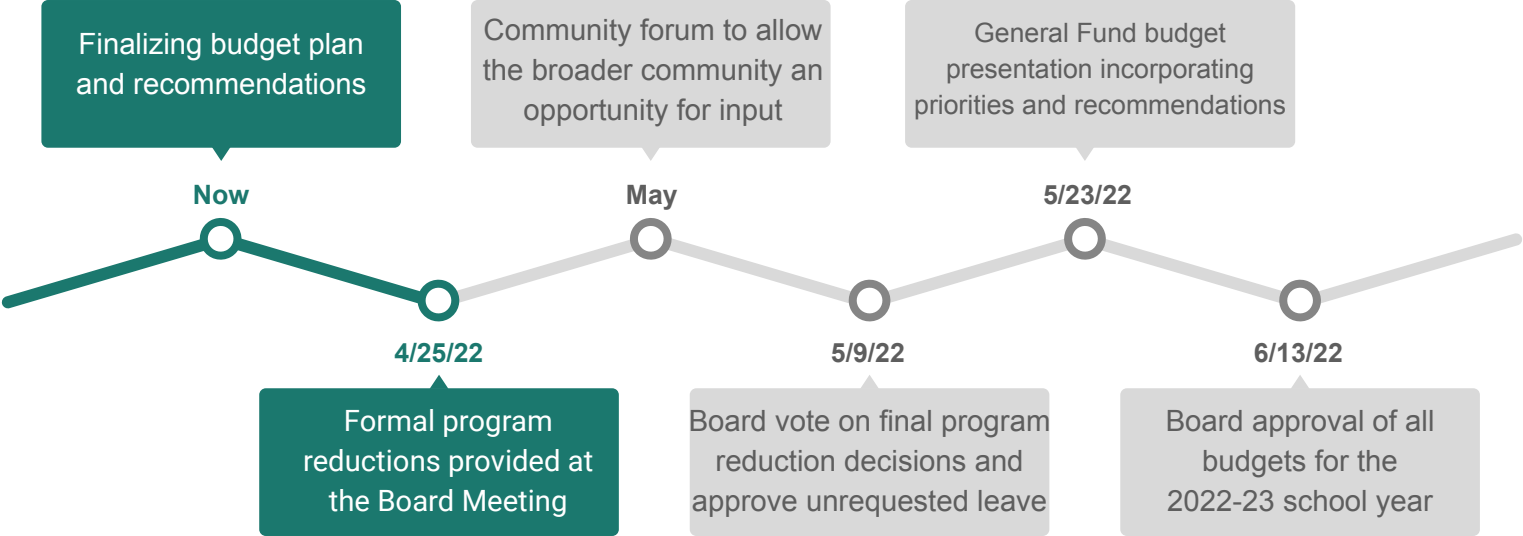 Finalizing budget plan
and recommendations
Now
4/25/22
Formal program
reductions provided at
the Board Meeting
Community forum to allow
the broader community an
opportunity for input
May
5/9/22
Board vote on final program
reduction decisions and
approve unrequested leave
General Fund budget
presentation incorporating
priorities and recommendations
5/23/22
6/13/22
Board approval of all
budgets for the
2022-23 school year